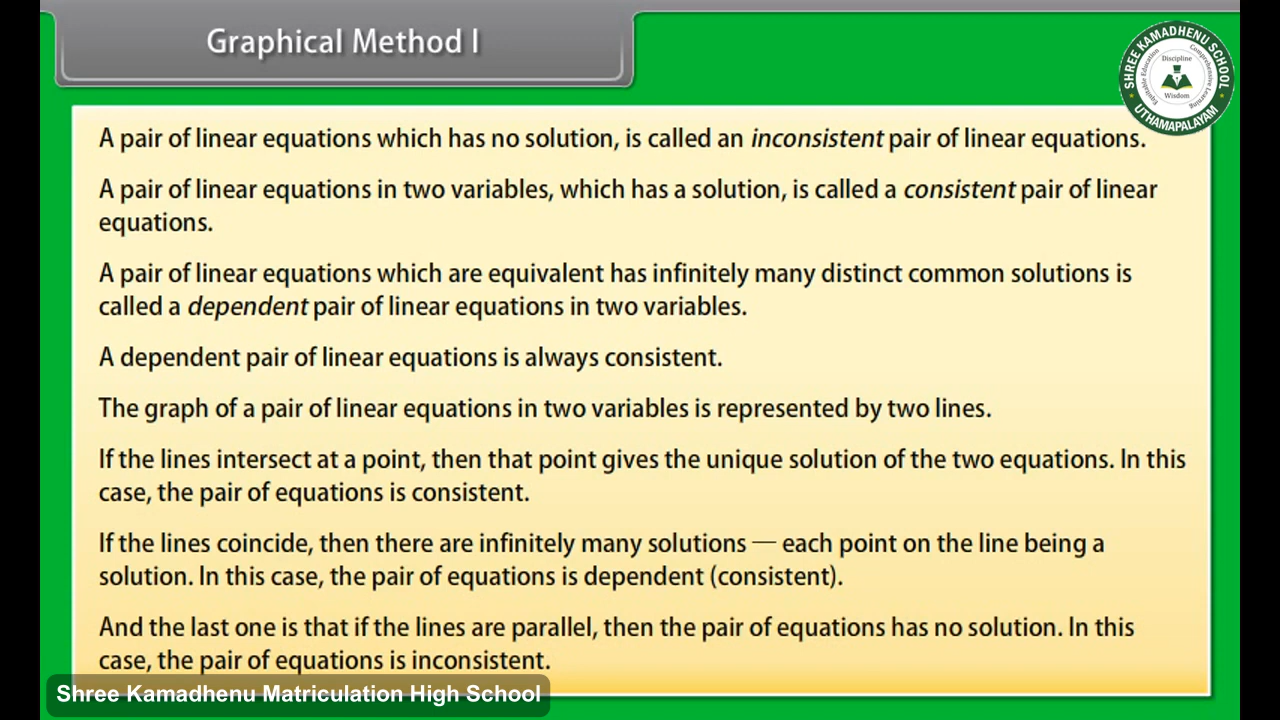 Graphical Method I
SHREE KAMADHENU SCHOOL
Discipline
Equitable Education
Comprehensive Learning
Wisdom
UTHAMAPALAYAM
A pair of linear equations which has no solution, is called an inconsistent pair of linear equations.
A pair of linear equations in two variables, which has a solution, is called a consistent pair of linear
equations.
A pair of linear equations which are equivalent has infinitely many distinct common solutions is
called a dependent pair of linear equations in two variables.
A dependent pair of linear equations is always consistent.
The graph of a pair of linear equations in two variables is represented by two lines.
If the lines intersect at a point, then that point gives the unique solution of the two equations. In this
case, the pair of equations is consistent.
If the lines coincide, then there are infinitely many solutions — each point on the line being a
solution. In this case, the pair of equations is dependent (consistent).
And the last one is that if the lines are parallel, then the pair of equations has no solution. In this
case, the pair of equations is inconsistent.
Shree Kamadhenu Matriculation High School